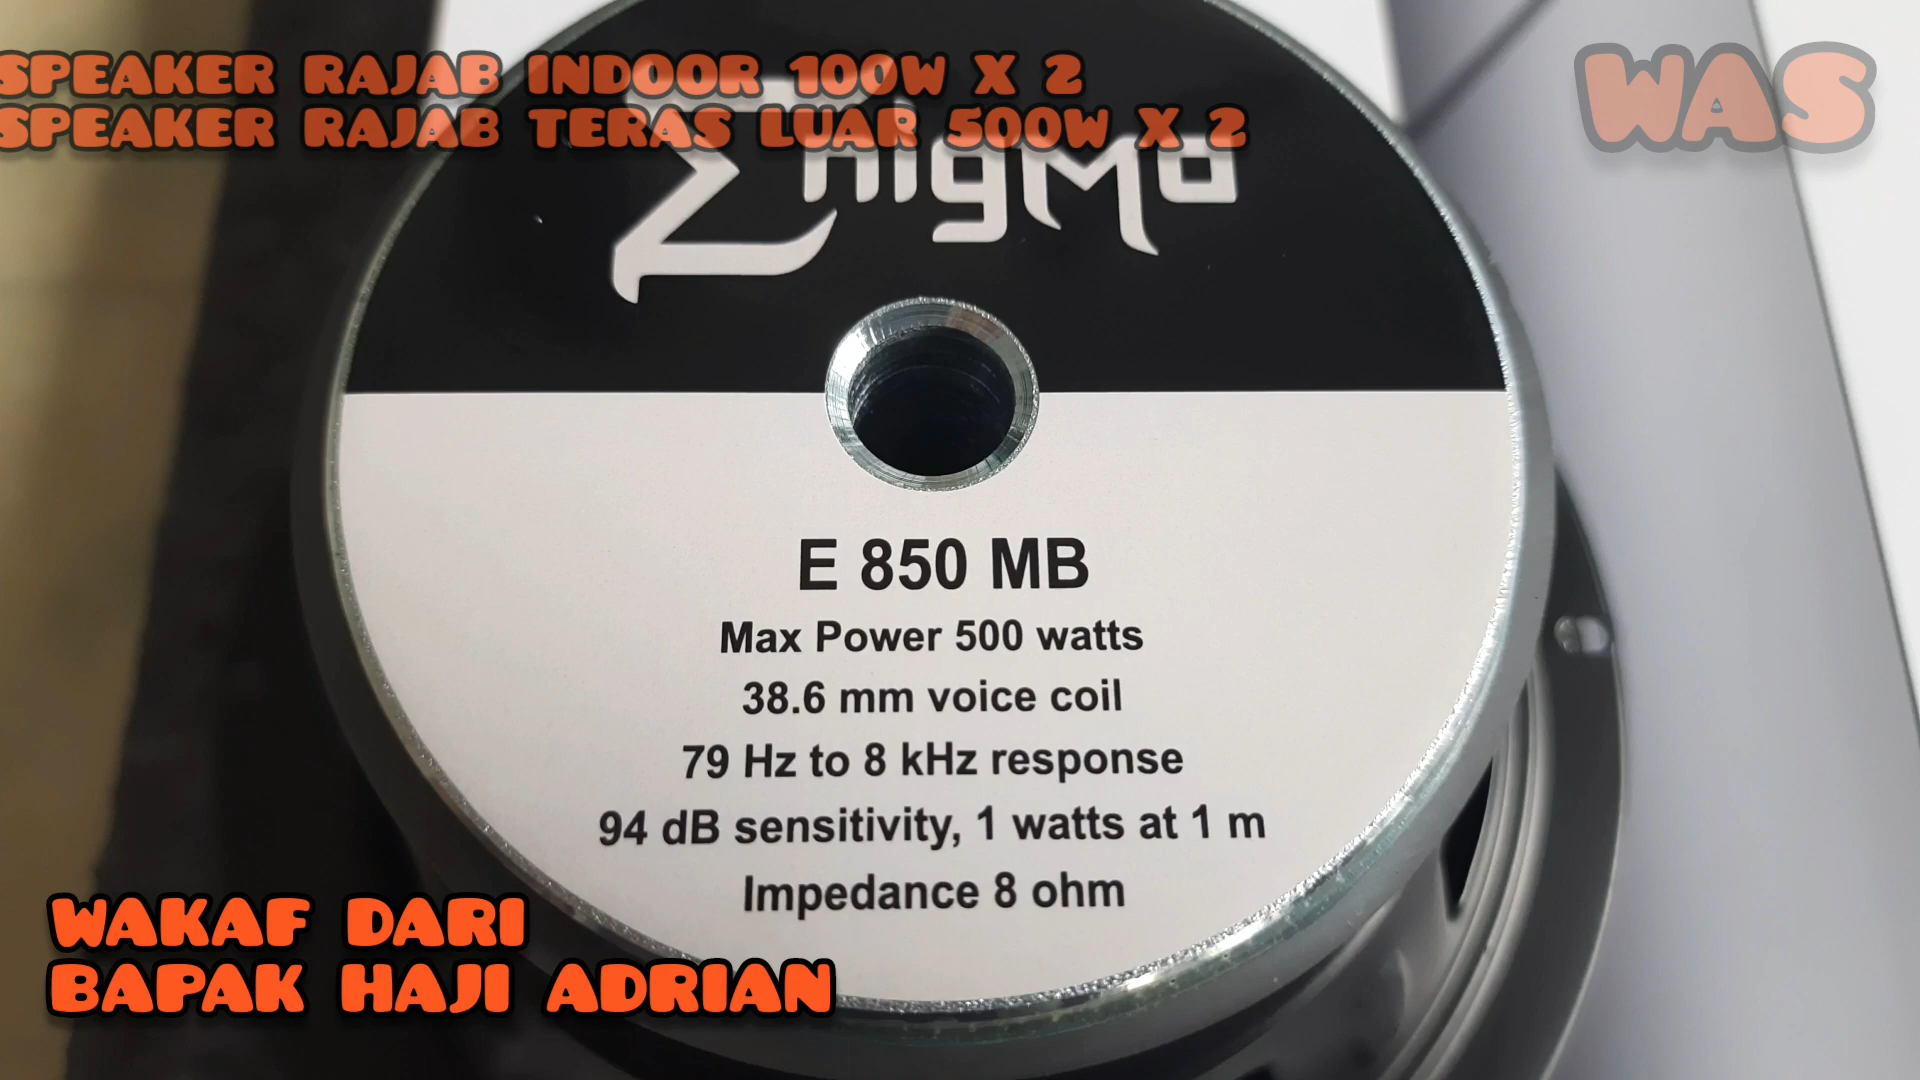 SPEAKER RAJAB INDOOR 100W X 2
SPEAKER RAJAB TERAS LUAR 500W X 2
WAS
EnigMa
E 850 MB
Max Power 500 watts
38.6 mm voice coil
79 Hz to 8 kHz response
94 dB sensitivity, 1 watts at 1 m
Impedance 8 ohm
WAKAF DARI
BAPAK HAJI ADRIAN